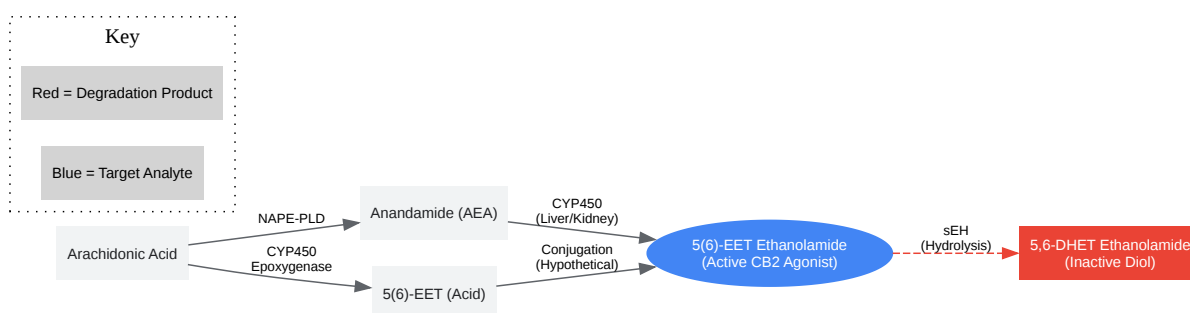 Key
Red = Degradation Product
Blue = Target Analyte
Arachidonic Acid
NAPE-PLD
CYP450
Epoxygenase
Anandamide (AEA)
5(6)-EET (Acid)
CYP450
(Liver/Kidney)
Conjugation
(Hypothetical)
5(6)-EET Ethanolamide
(Active CB2 Agonist)
sEH
(Hydrolysis)
5,6-DHET Ethanolamide
(Inactive Diol)